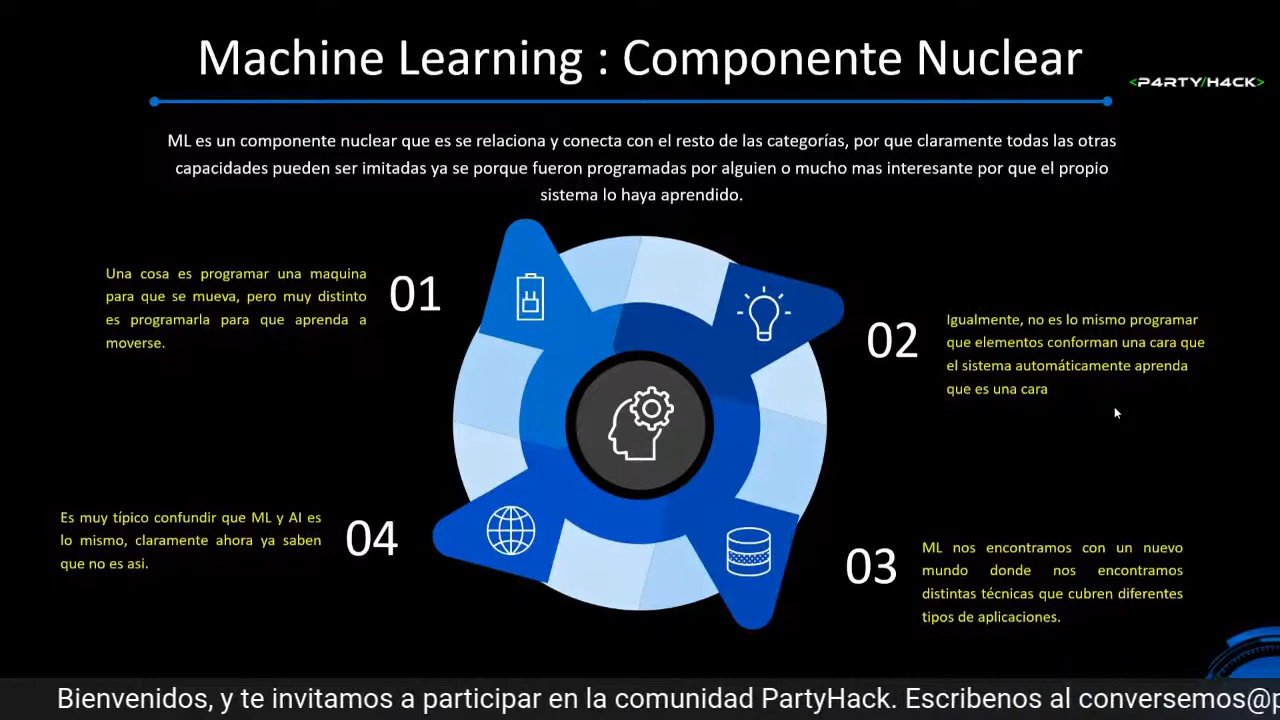 Machine Learning : Componente Nuclear
<P4RTY/H4CK>
ML es un componente nuclear que es se relaciona y conecta con el resto de las categorías, por que claramente todas las otras
capacidades pueden ser imitadas ya se porque fueron programadas por alguien o mucho mas interesante por que el propio
sistema lo haya aprendido.
01
Una cosa es programar una maquina
para que se mueva, pero muy distinto
es programarla para que aprenda a
moverse.
02
Igualmente, no es lo mismo programar
que elementos conforman una cara que
el sistema automáticamente aprenda
que es una cara
04
Es muy típico confundir que ML y AI es
lo mismo, claramente ahora ya saben
que no es asi.
03
ML nos encontramos con un nuevo
mundo donde nos encontramos
distintas técnicas que cubren diferentes
tipos de aplicaciones.
Bienvenidos, y te invitamos a participar en la comunidad PartyHack. Escribenos al conversemos@p